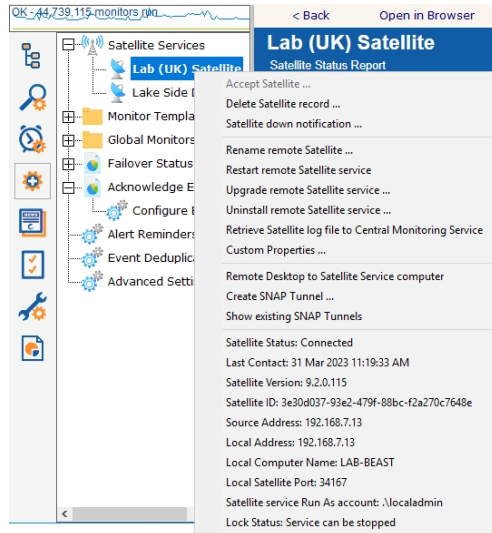 OK - 44,739,115 monitors run
< Back
Open in Browser
Lab (UK) Satellite
Satellite Status Report
Satellite Services
Lab (UK) Satellite
Lake Side
Monitor Templa
Global Monitors
Failover Status
Acknowledge E
Configure E
Alert Reminders
Event Deduplica
Advanced Setti
Accept Satellite ...
Delete Satellite record ...
Satellite down notification ...
Rename remote Satellite ...
Restart remote Satellite service
Upgrade remote Satellite service ...
Uninstall remote Satellite service ...
Retrieve Satellite log file to Central Monitoring Service
Custom Properties ...
Remote Desktop to Satellite Service computer
Create SNAP Tunnel ...
Show existing SNAP Tunnels
Satellite Status: Connected
Last Contact: 31 Mar 2023 11:19:33 AM
Satellite Version: 9.2.0.115
Satellite ID: 3e30d037-93e2-479f-88bc-f2a270c7648e
Source Address: 192.168.7.13
Local Address: 192.168.7.13
Local Computer Name: LAB-BEAST
Local Satellite Port: 34167
Satellite service Run As account: .\localadmin
Lock Status: Service can be stopped